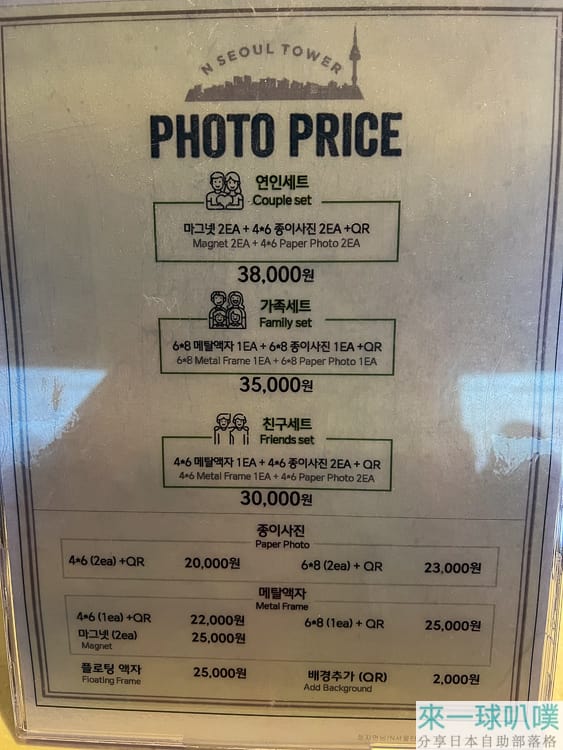 N SEOUL TOWER
PHOTO PRICE
연인세트
Couple set
마그넷 2EA + 4*6 종이사진 2EA +QR
Magnet 2EA + 4*6 Paper Photo 2EA
38,000원
가족세트
Family set
6*8 메탈액자 1EA + 6*8 종이사진 1EA +QR
6*8 Metal Frame 1EA + 6*8 Paper Photo 1EA
35,000원
친구세트
Friends set
4*6 메탈액자 1EA + 4*6 종이사진 2EA + QR
4*6 Metal Frame 1EA + 4*6 Paper Photo 2EA
30,000원
종이사진
Paper Photo
4*6 (2ea) +QR 20,000원 6*8 (2ea) + QR 23,000원
메탈액자
Metal Frame
4*6 (1ea) +QR 22,000원 6*8 (1ea) + QR 25,000원
마그넷 (2ea) 25,000원
Magnet
플로팅 액자 25,000원 배경추가 (QR) 2,000원
Floating Frame Add Background
來一球叭噗
分享日本自助部落格